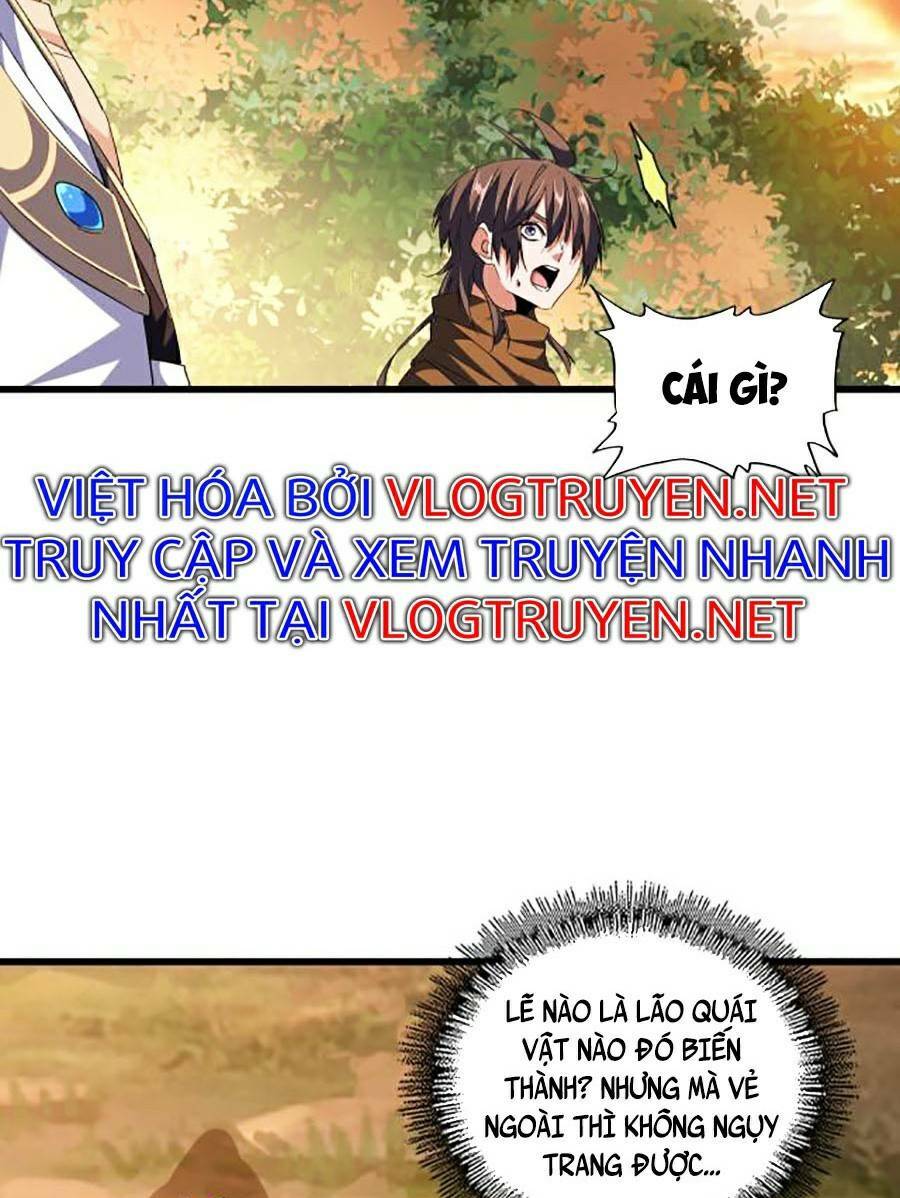 CÁI GÌ?
VIỆT HÓA BỞI VLOGTRUYEN.NET
TRUY CẬP VÀ XEM TRUYỆN NHANH
NHẤT TẠI VLOGTRUYEN.NET
LẼ NÀO LÀ LÃO QUÁI
VẬT NÀO ĐÓ BIẾN
THÀNH? NHƯNG MÀ VẺ
NGOÀI THÌ KHÔNG NGỤY
TRANG ĐƯỢC...